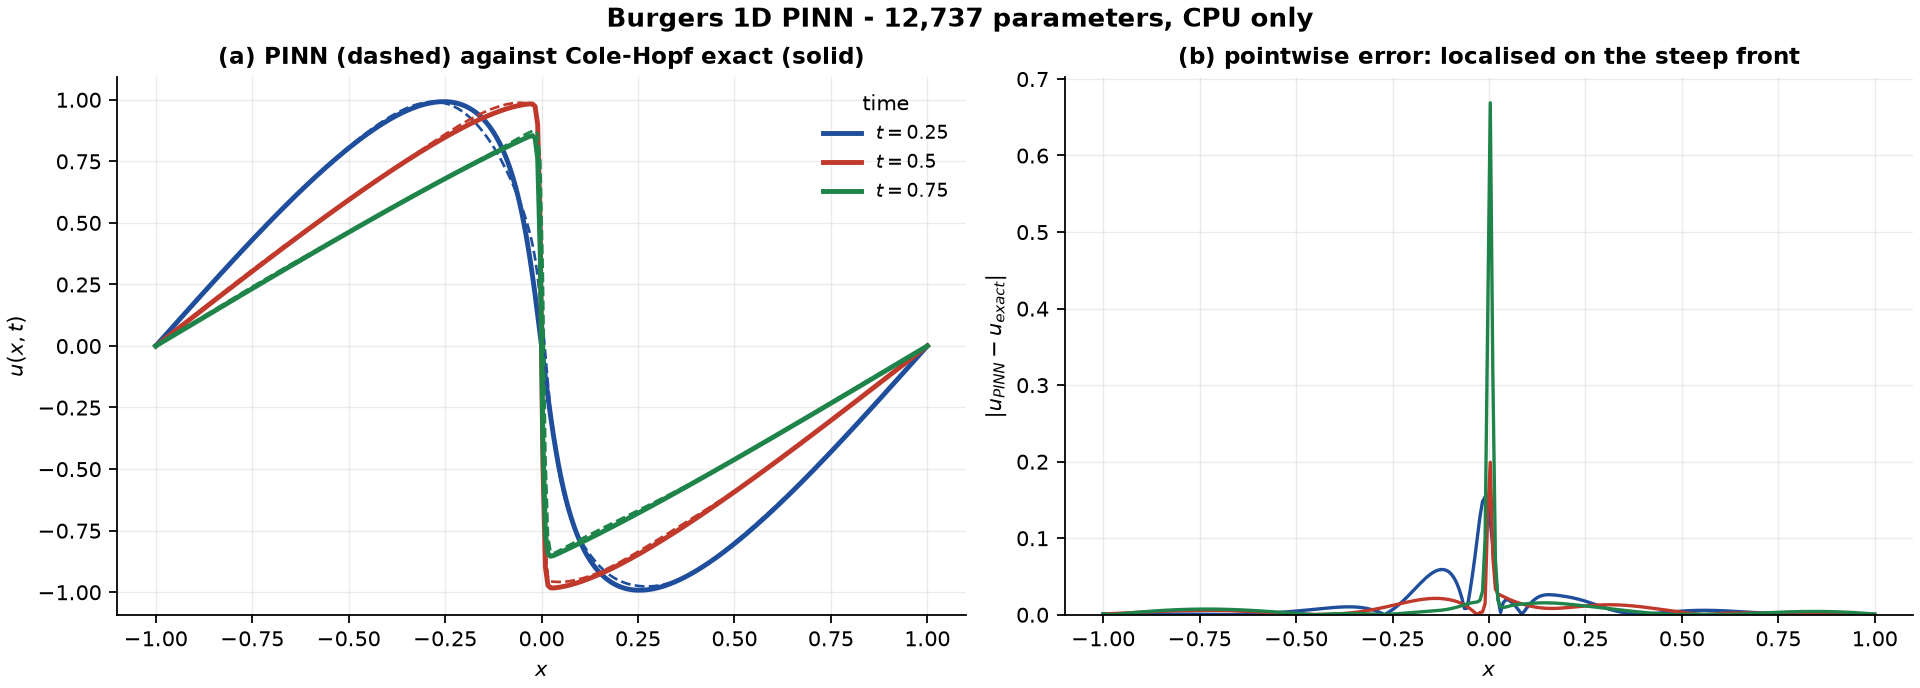 Burgers 1D PINN - 12,737 parameters, CPU only
(a) PINN (dashed) against Cole-Hopf exact (solid)
u(x, t)
1.00
0.75
0.50
0.25
0.00
−0.25
−0.50
−0.75
−1.00
time
t = 0.25
t = 0.5
t = 0.75
−1.00 −0.75 −0.50 −0.25 0.00 0.25 0.50 0.75 1.00
x
(b) pointwise error: localised on the steep front
|u_PINN − u_exact|
0.7
0.6
0.5
0.4
0.3
0.2
0.1
0.0
−1.00 −0.75 −0.50 −0.25 0.00 0.25 0.50 0.75 1.00
x